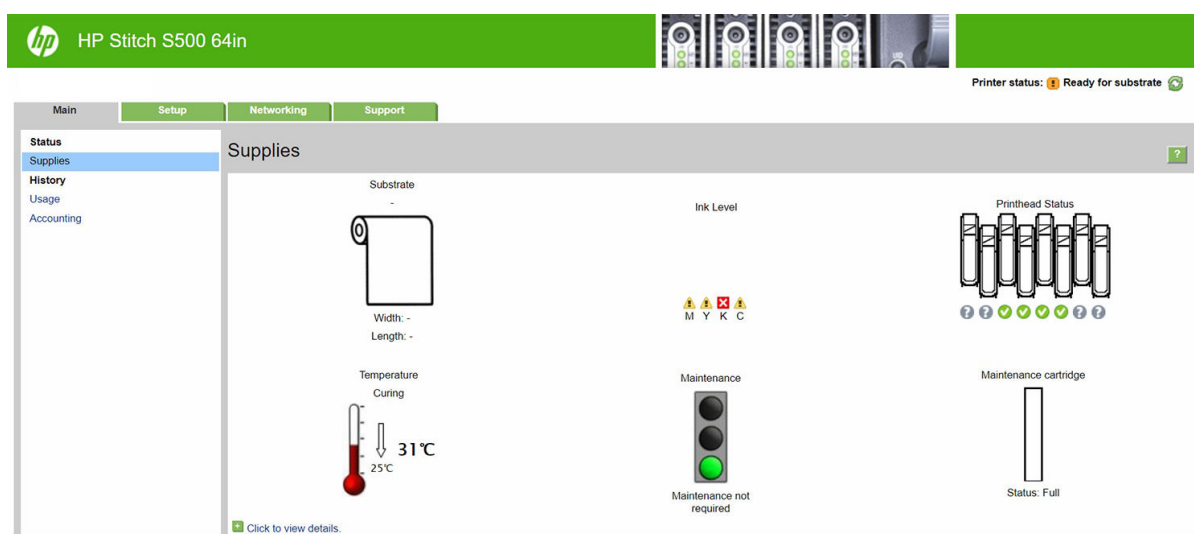 hp HP Stitch S500 64in
Printer status: Ready for substrate
Main Setup Networking Support
Status
Supplies
History
Usage
Accounting
Supplies
?
Substrate
-
Width: -
Length: -
Ink Level
M Y K C
Printhead Status
? ? ? ?
Temperature
Curing
31℃
25℃
Maintenance
Maintenance not
required
Maintenance cartridge
Status: Full
Click to view details.